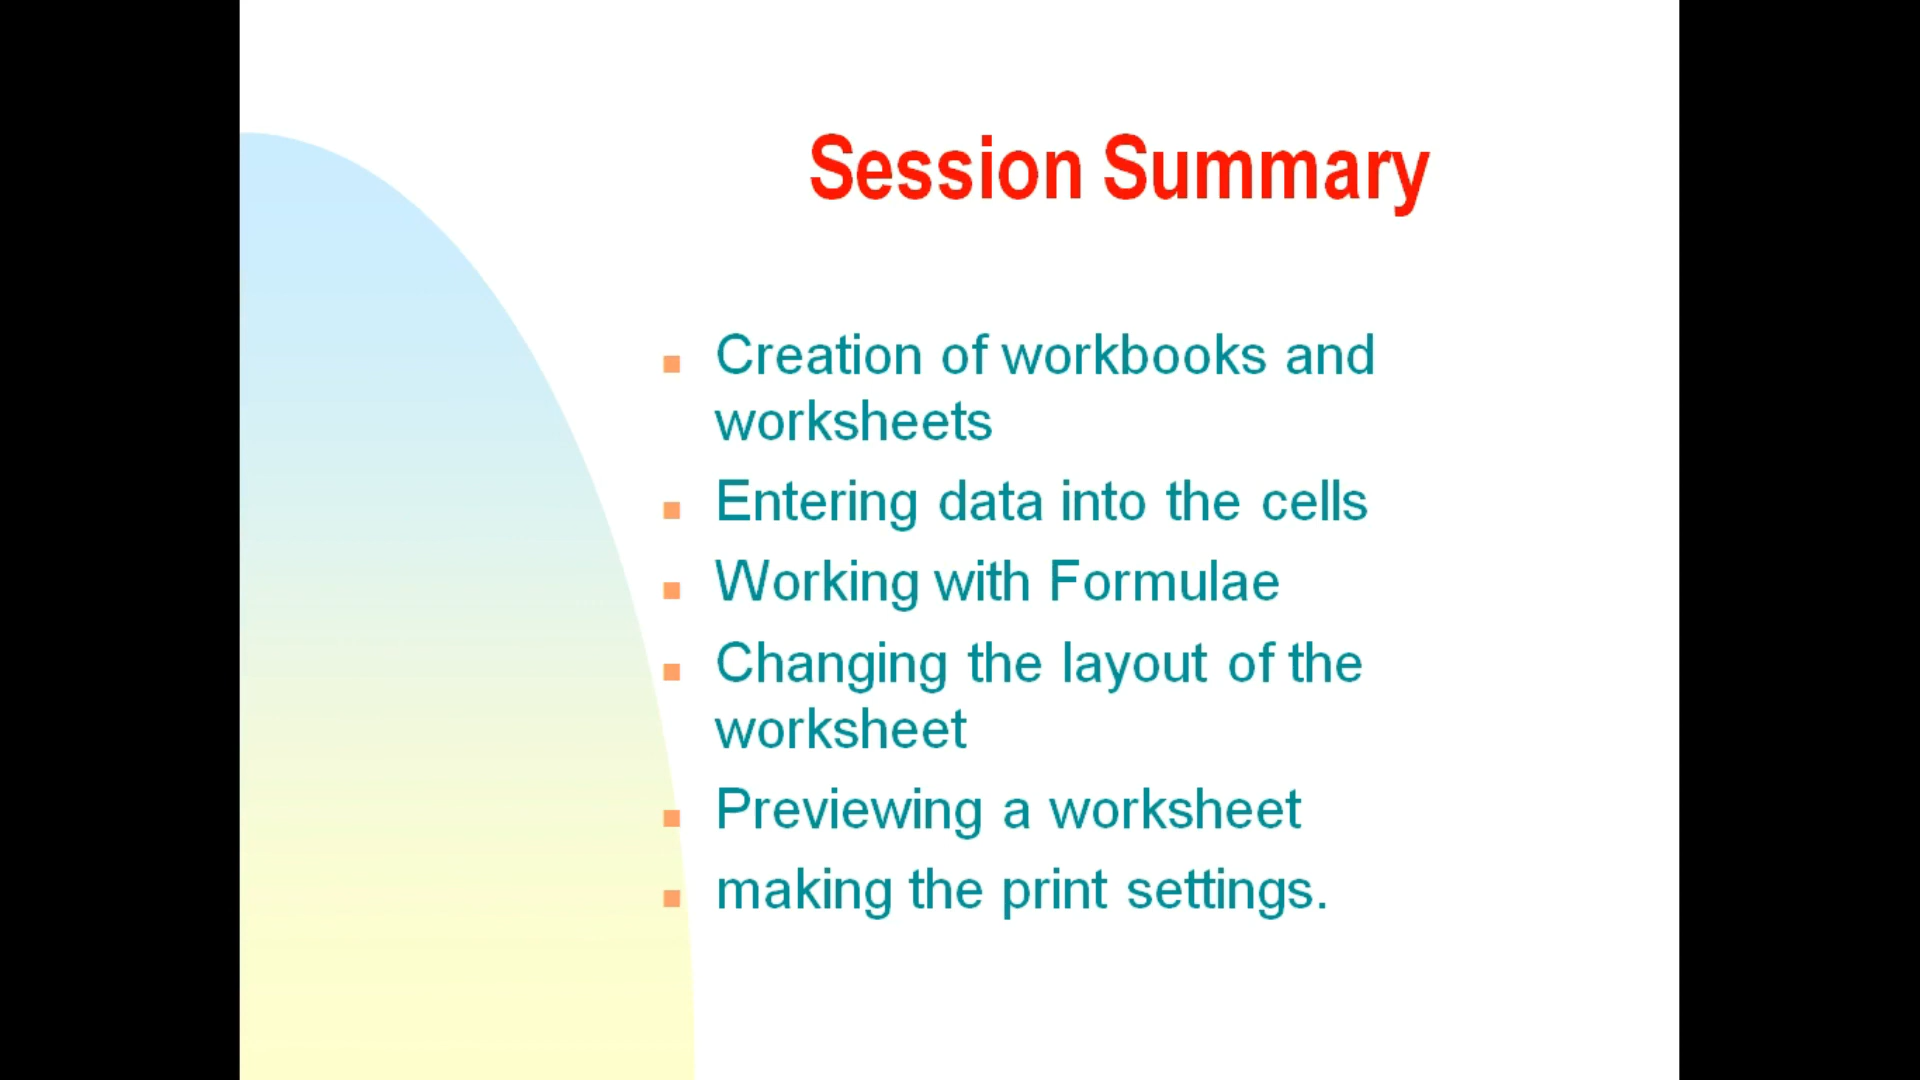 Session Summary
Creation of workbooks and
worksheets
Entering data into the cells
Working with Formulae
Changing the layout of the
worksheet
Previewing a worksheet
making the print settings.